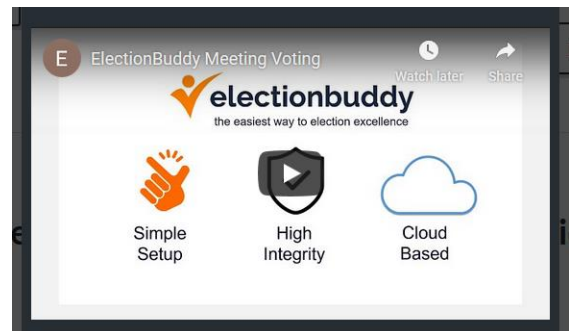 E
ElectionBuddy Meeting Voting
Watch later
Share
electionbuddy
the easiest way to election excellence
Simple
Setup
High
Integrity
Cloud
Based